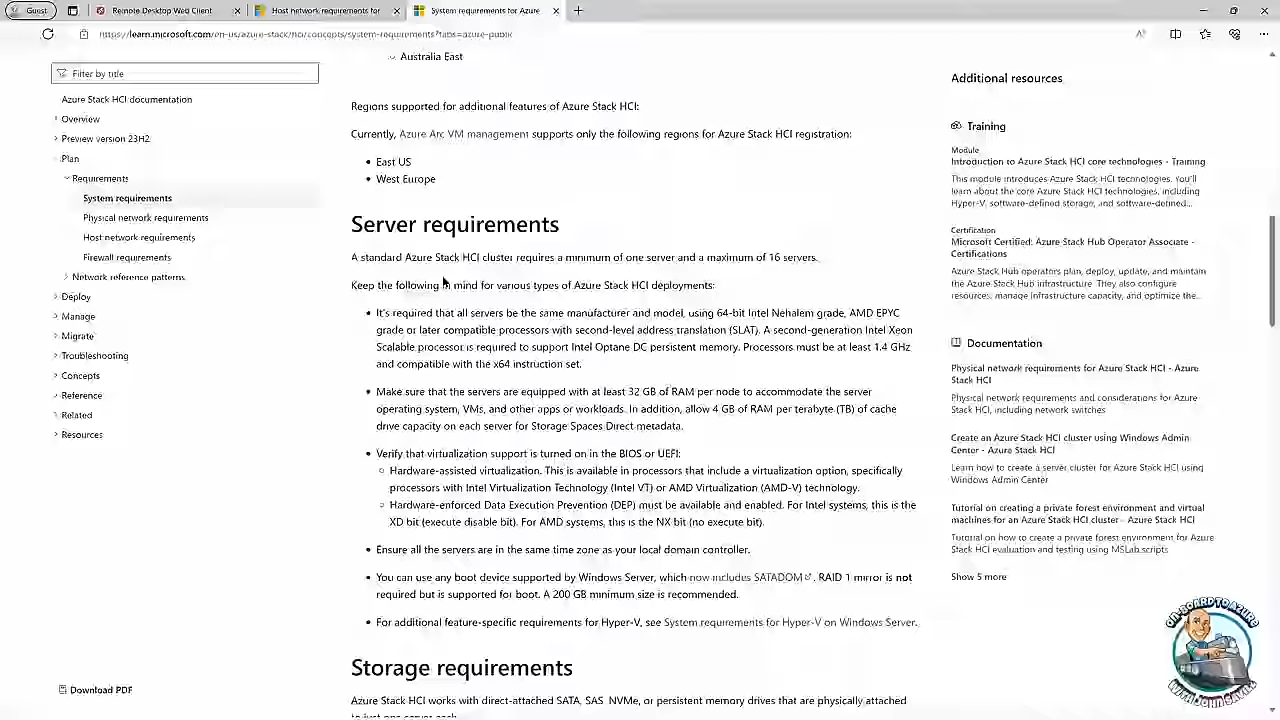 Guest
Remote Desktop Web Client
Host network requirements for
System requirements for Azure
https://learn.microsoft.com/en-us/azure-stack/hci/concepts/system-requirements?tabs=azure-public
Filter by title
Azure Stack HCI documentation
Overview
Preview version 23H2
Plan
Requirements
System requirements
Physical network requirements
Host network requirements
Firewall requirements
Network reference patterns
Deploy
Manage
Migrate
Troubleshooting
Concepts
Reference
Related
Resources
Download PDF
Australia East
Regions supported for additional features of Azure Stack HCI:
Currently, Azure Arc VM management supports only the following regions for Azure Stack HCI registration:
• East US
• West Europe
Server requirements
A standard Azure Stack HCI cluster requires a minimum of one server and a maximum of 16 servers.
Keep the following in mind for various types of Azure Stack HCI deployments:
• It's required that all servers be the same manufacturer and model, using 64-bit Intel Nehalem grade, AMD EPYC
grade or later compatible processors with second-level address translation (SLAT). A second-generation Intel Xeon
Scalable processor is required to support Intel Optane DC persistent memory. Processors must be at least 1.4 GHz
and compatible with the x64 instruction set.
• Make sure that the servers are equipped with at least 32 GB of RAM per node to accommodate the server
operating system, VMs, and other apps or workloads. In addition, allow 4 GB of RAM per terabyte (TB) of cache
drive capacity on each server for Storage Spaces Direct metadata.
• Verify that virtualization support is turned on in the BIOS or UEFI:
○ Hardware-assisted virtualization. This is available in processors that include a virtualization option, specifically
processors with Intel Virtualization Technology (Intel VT) or AMD Virtualization (AMD-V) technology.
○ Hardware-enforced Data Execution Prevention (DEP) must be available and enabled. For Intel systems, this is the
XD bit (execute disable bit). For AMD systems, this is the NX bit (no execute bit).
• Ensure all the servers are in the same time zone as your local domain controller.
• You can use any boot device supported by Windows Server, which now includes SATADOM. RAID 1 mirror is not
required but is supported for boot. A 200 GB minimum size is recommended.
• For additional feature-specific requirements for Hyper-V, see System requirements for Hyper-V on Windows Server.
Storage requirements
Azure Stack HCI works with direct-attached SATA, SAS, NVMe, or persistent memory drives that are physically attached
to just one server each.
Additional resources
Training
Module
Introduction to Azure Stack HCI core technologies - Training
This module introduces Azure Stack HCI technologies. You'll
learn about the core Azure Stack HCI technologies, including
Hyper-V, software-defined storage, and software-defined...
Certification
Microsoft Certified: Azure Stack Hub Operator Associate -
Certifications
Azure Stack Hub operators plan, deploy, update, and maintain
the Azure Stack Hub infrastructure. They also configure
resources, manage infrastructure capacity, and optimize the...
Documentation
Physical network requirements for Azure Stack HCI - Azure
Stack HCI
Physical network requirements and considerations for Azure
Stack HCI, including network switches
Create an Azure Stack HCI cluster using Windows Admin
Center - Azure Stack HCI
Learn how to create a server cluster for Azure Stack HCI using
Windows Admin Center
Tutorial on creating a private forest environment and virtual
machines for an Azure Stack HCI cluster - Azure Stack HCI
Tutorial on how to create a private forest environment for Azure
Stack HCI evaluation and testing using MSLab scripts
Show 5 more
ON BOARD TO AZURE
WITH JOHN SAVILL